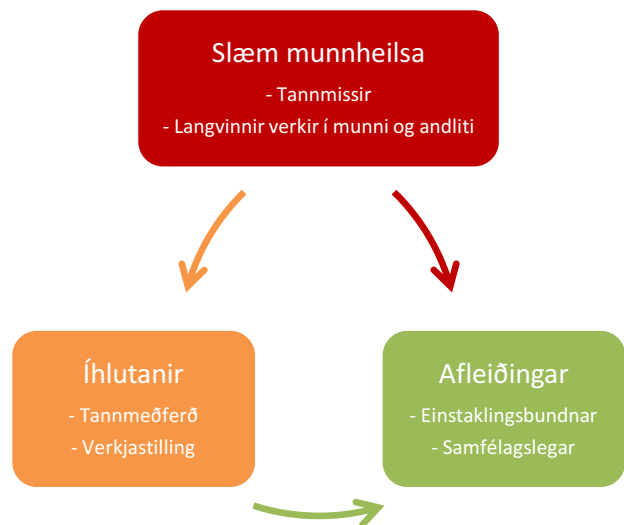 Slæm munnheilsa
- Tannmissir
- Langvinnir verkir í munni og andliti
Íhlutanir
- Tannmeðferð
- Verkjastilling
Afleiðingar
- Einstaklingsbundnar
- Samfélagslegar